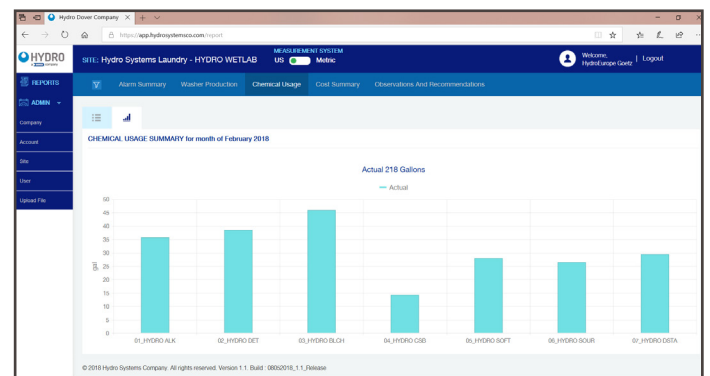 Hydro Dover Company
https://app.hydrosystemsco.com/report
HYDRO
SITE: Hydro Systems Laundry - HYDRO WETLAB
MEASUREMENT SYSTEM
US Metric
Welcome,
HydroEurope Goetz
| Logout
REPORTS
Alarm Summary Washer Production Chemical Usage Cost Summary Observations And Recommendations
ADMIN
Company
Account
Site
User
Upload File
CHEMICAL USAGE SUMMARY for month of February 2018
Actual 218 Gallons
Actual
gal
50
45
40
35
30
25
20
15
10
5
0
01_HYDRO ALK 02_HYDRO DET 03_HYDRO BLCH 04_HYDRO CSB 05_HYDRO SOFT 06_HYDRO SOUR 07_HYDRO DSTA
© 2018 Hydro Systems Company. All rights reserved. Version 1.1. Build : 08052018_1.1_Release